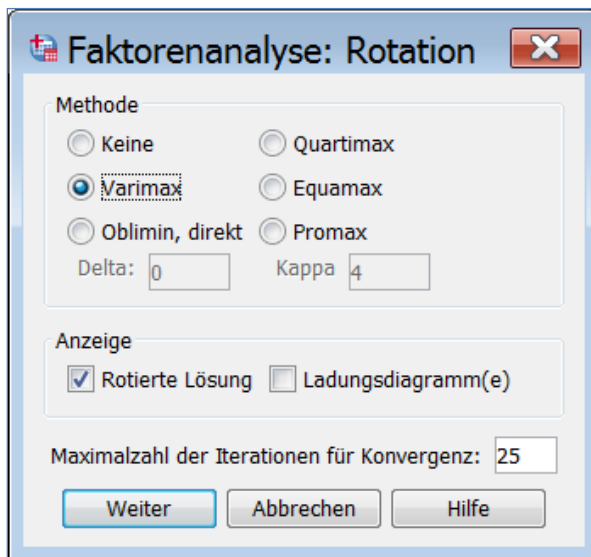 Faktorenanalyse: Rotation
Methode
Keine Quartimax
Varimax Equamax
Oblimin, direkt Promax
Delta: 0 Kappa 4
Anzeige
Rotierte Lösung Ladungsdiagramm(e)
Maximalzahl der Iterationen für Konvergenz: 25
Weiter Abbrechen Hilfe